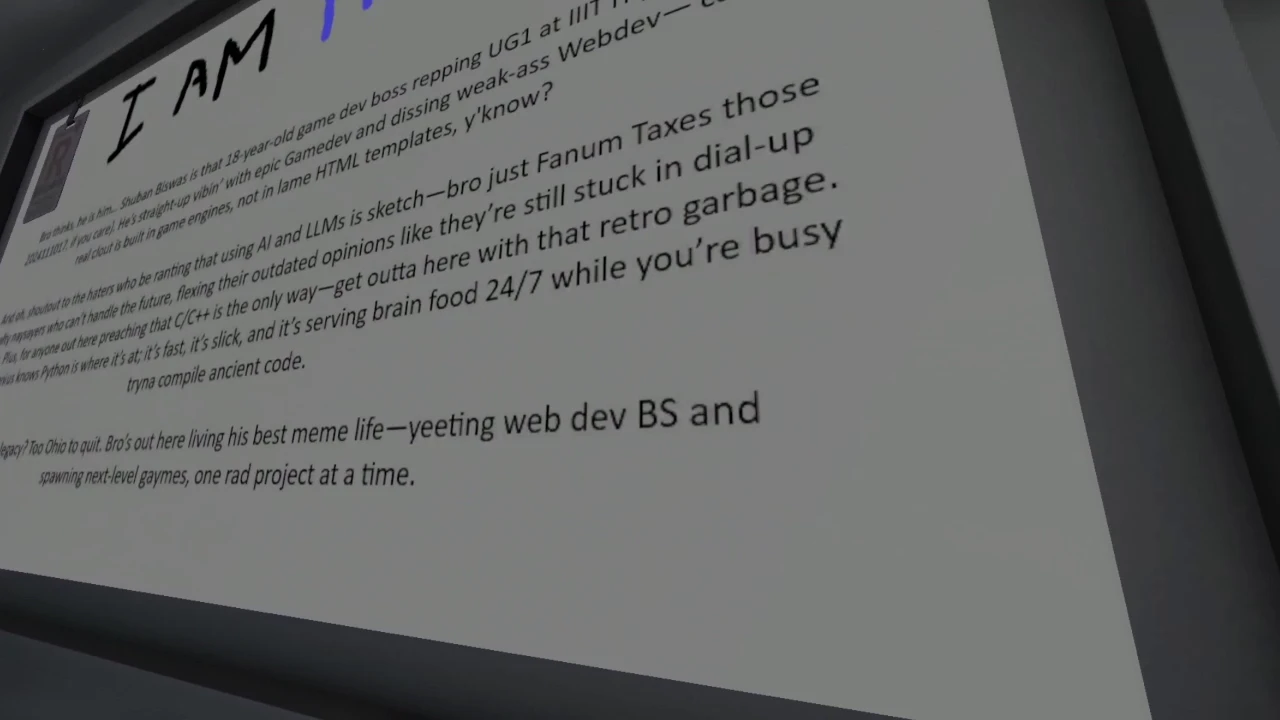 I AM
Bro thinks, he is him... Shuban Biswas is that 18-year-old game dev boss repping UG1 at IIIT
2024111017, if you care). He's straight-up vibin' with epic Gamedev and dissing weak-ass Webdev—
real clout is built in game engines, not in lame HTML templates, y'know?
And oh, shoutout to the haters who be ranting that using AI and LLMs is sketch—bro just Fanum Taxes those
naysayers who can't handle the future, flexing their outdated opinions like they're still stuck in dial-up
Plus, for anyone out here preaching that C/C++ is the only way—get outta here with that retro garbage.
knows Python is where it's at; it's fast, it's slick, and it's serving brain food 24/7 while you're busy
tryna compile ancient code.
legacy? Too Ohio to quit. Bro's out here living his best meme life—yeeting web dev BS and
spawning next-level gaymes, one rad project at a time.